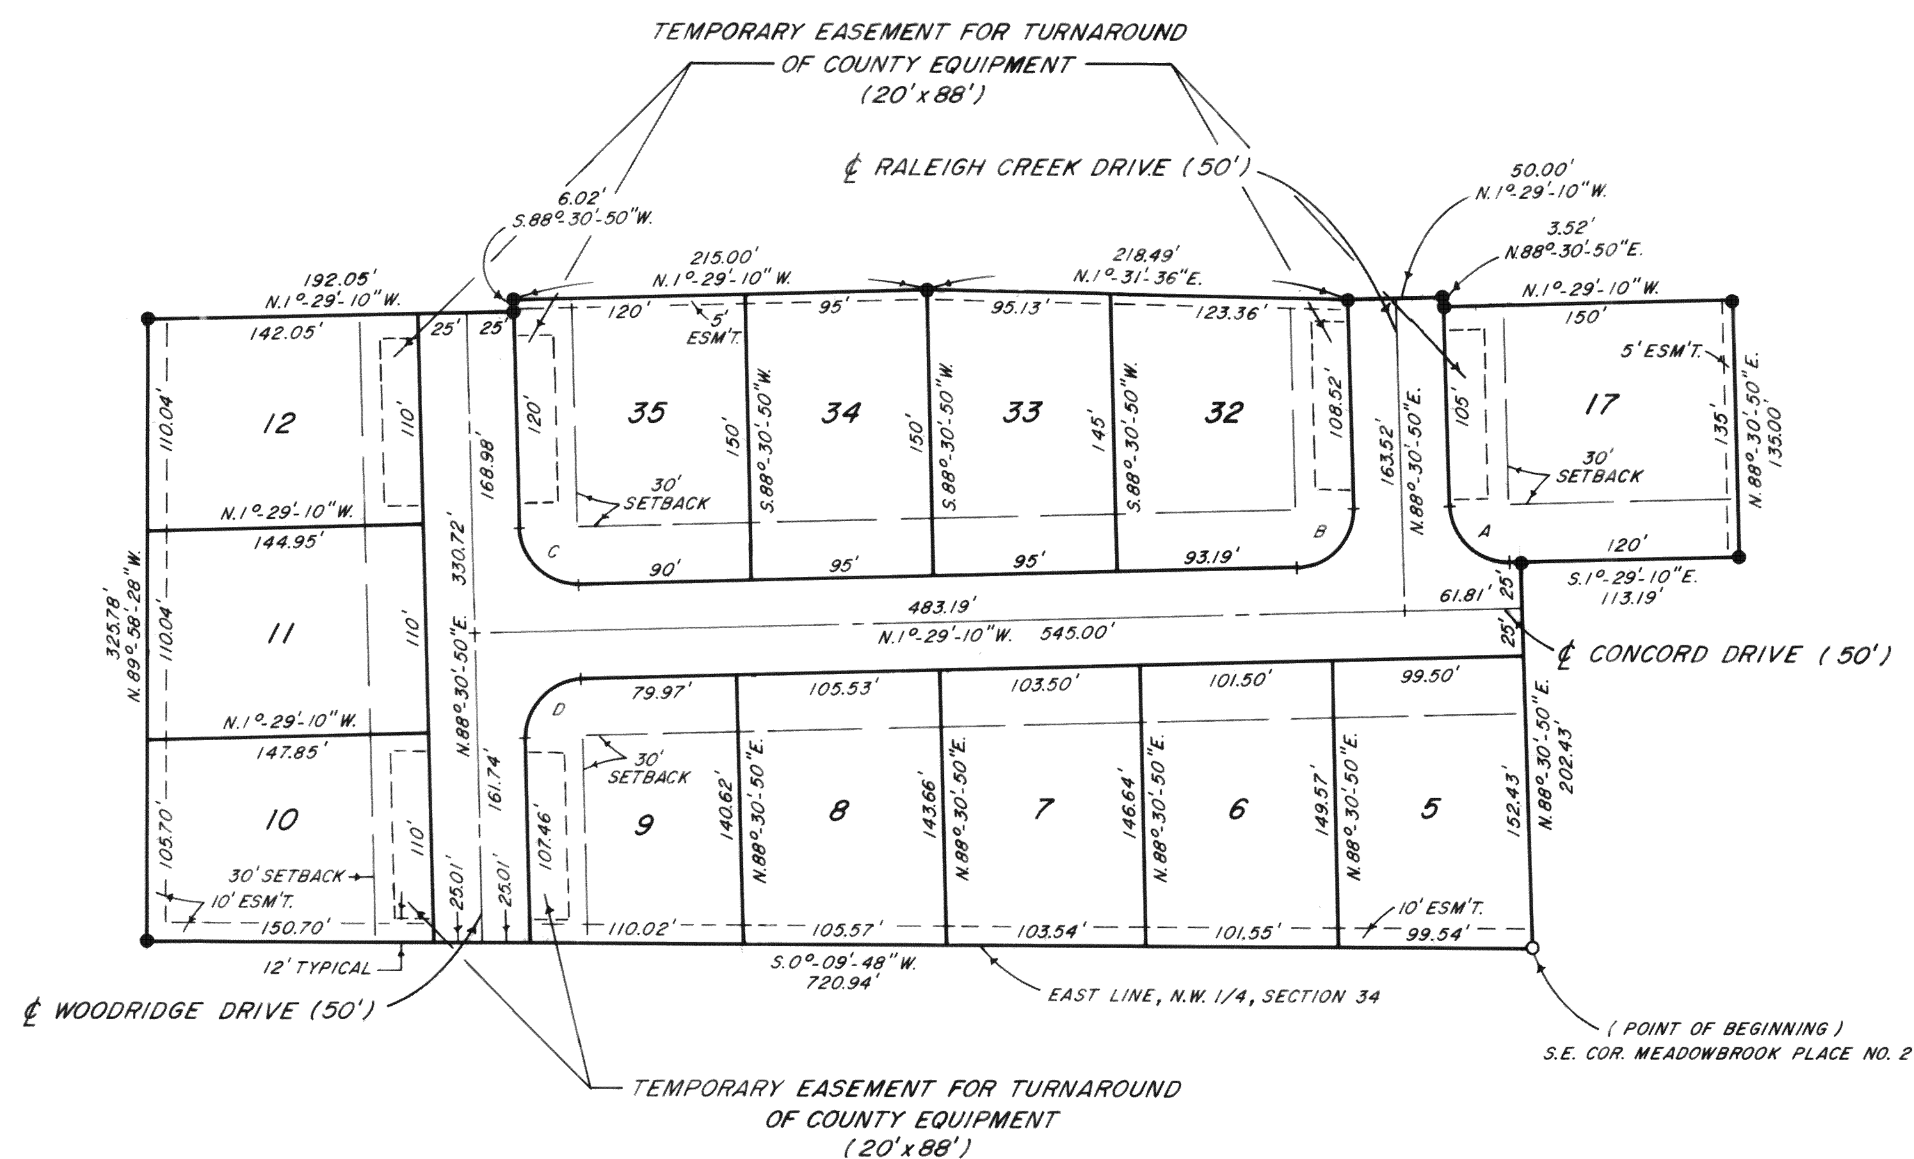 TEMPORARY EASEMENT FOR TURNAROUND
OF COUNTY EQUIPMENT
(20'x88')
℄ RALEIGH CREEK DRIVE (50')
50.00'
N.1°-29'-10"W.
6.02'
S.88°-30'-50"W.
3.52'
N.88°-30'-50"E.
192.05'
N.1°-29'-10"W.
215.00'
N.1°-29'-10"W.
218.49'
N.1°-31'-36"E.
N.1°-29'-10"W.
142.05'
25'
25'
120'
5'
ESM'T.
95'
95.13'
123.36'
150'
5' ESM'T.
110.04'
12
110'
168.98'
120'
35
150'
S.88°-30'-50"W.
34
150'
S.88°-30'-50"W.
33
145'
S.88°-30'-50"W.
32
108.52'
163.52'
N.88°-30'-50"E.
105'
17
135'
N.88°-30'-50"E.
135.00'
30'
SETBACK
30'
SETBACK
N.1°-29'-10"W.
144.95'
C
B
A
90'
95'
95'
93.19'
120'
S.1°-29'-10"E.
113.19'
325.78'
N.89°-58'-28"W.
110.04'
11
110'
N.88°-30'-50"E. 330.72'
483.19'
61.81'
25'
25'
N.1°-29'-10"W. 545.00'
℄ CONCORD DRIVE (50')
N.1°-29'-10"W.
147.85'
D
79.97'
105.53'
103.50'
101.50'
99.50'
105.70'
10
110'
161.74'
107.46'
30'
SETBACK
9
140.62'
N.88°-30'-50"E.
8
143.66'
N.88°-30'-50"E.
7
146.64'
N.88°-30'-50"E.
6
149.57'
N.88°-30'-50"E.
5
152.43'
N.88°-30'-50"E.
202.43'
30' SETBACK
10' ESM'T.
25.01'
25.01'
10' ESM'T.
150.70'
110.02'
105.57'
103.54'
101.55'
99.54'
12' TYPICAL
S.0°-09'-48"W.
720.94'
EAST LINE, N.W. 1/4, SECTION 34
℄ WOODRIDGE DRIVE (50')
(POINT OF BEGINNING)
S.E. COR. MEADOWBROOK PLACE NO. 2
TEMPORARY EASEMENT FOR TURNAROUND
OF COUNTY EQUIPMENT
(20'x88')